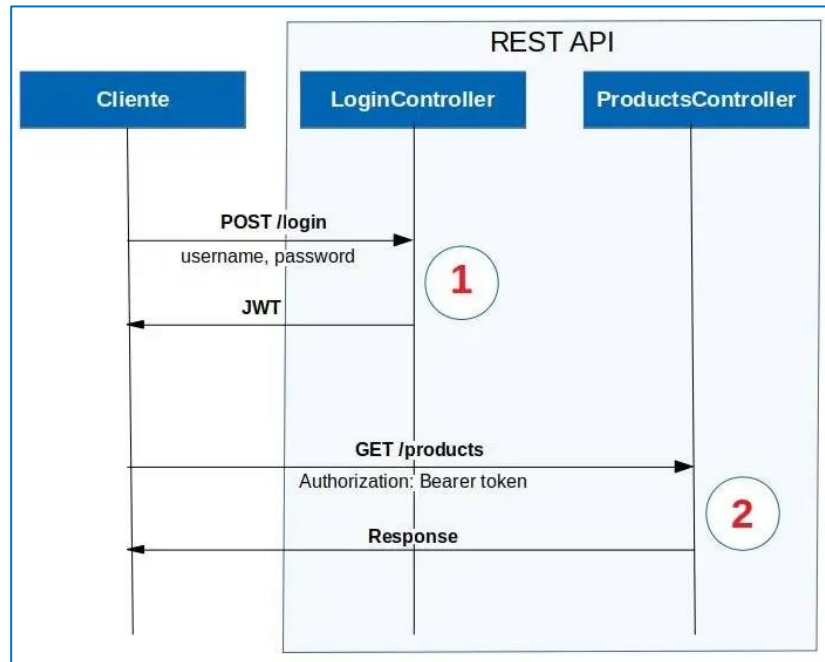 REST API
Cliente
LoginController
ProductsController
POST /login
username, password
1
JWT
GET /products
Authorization: Bearer token
2
Response